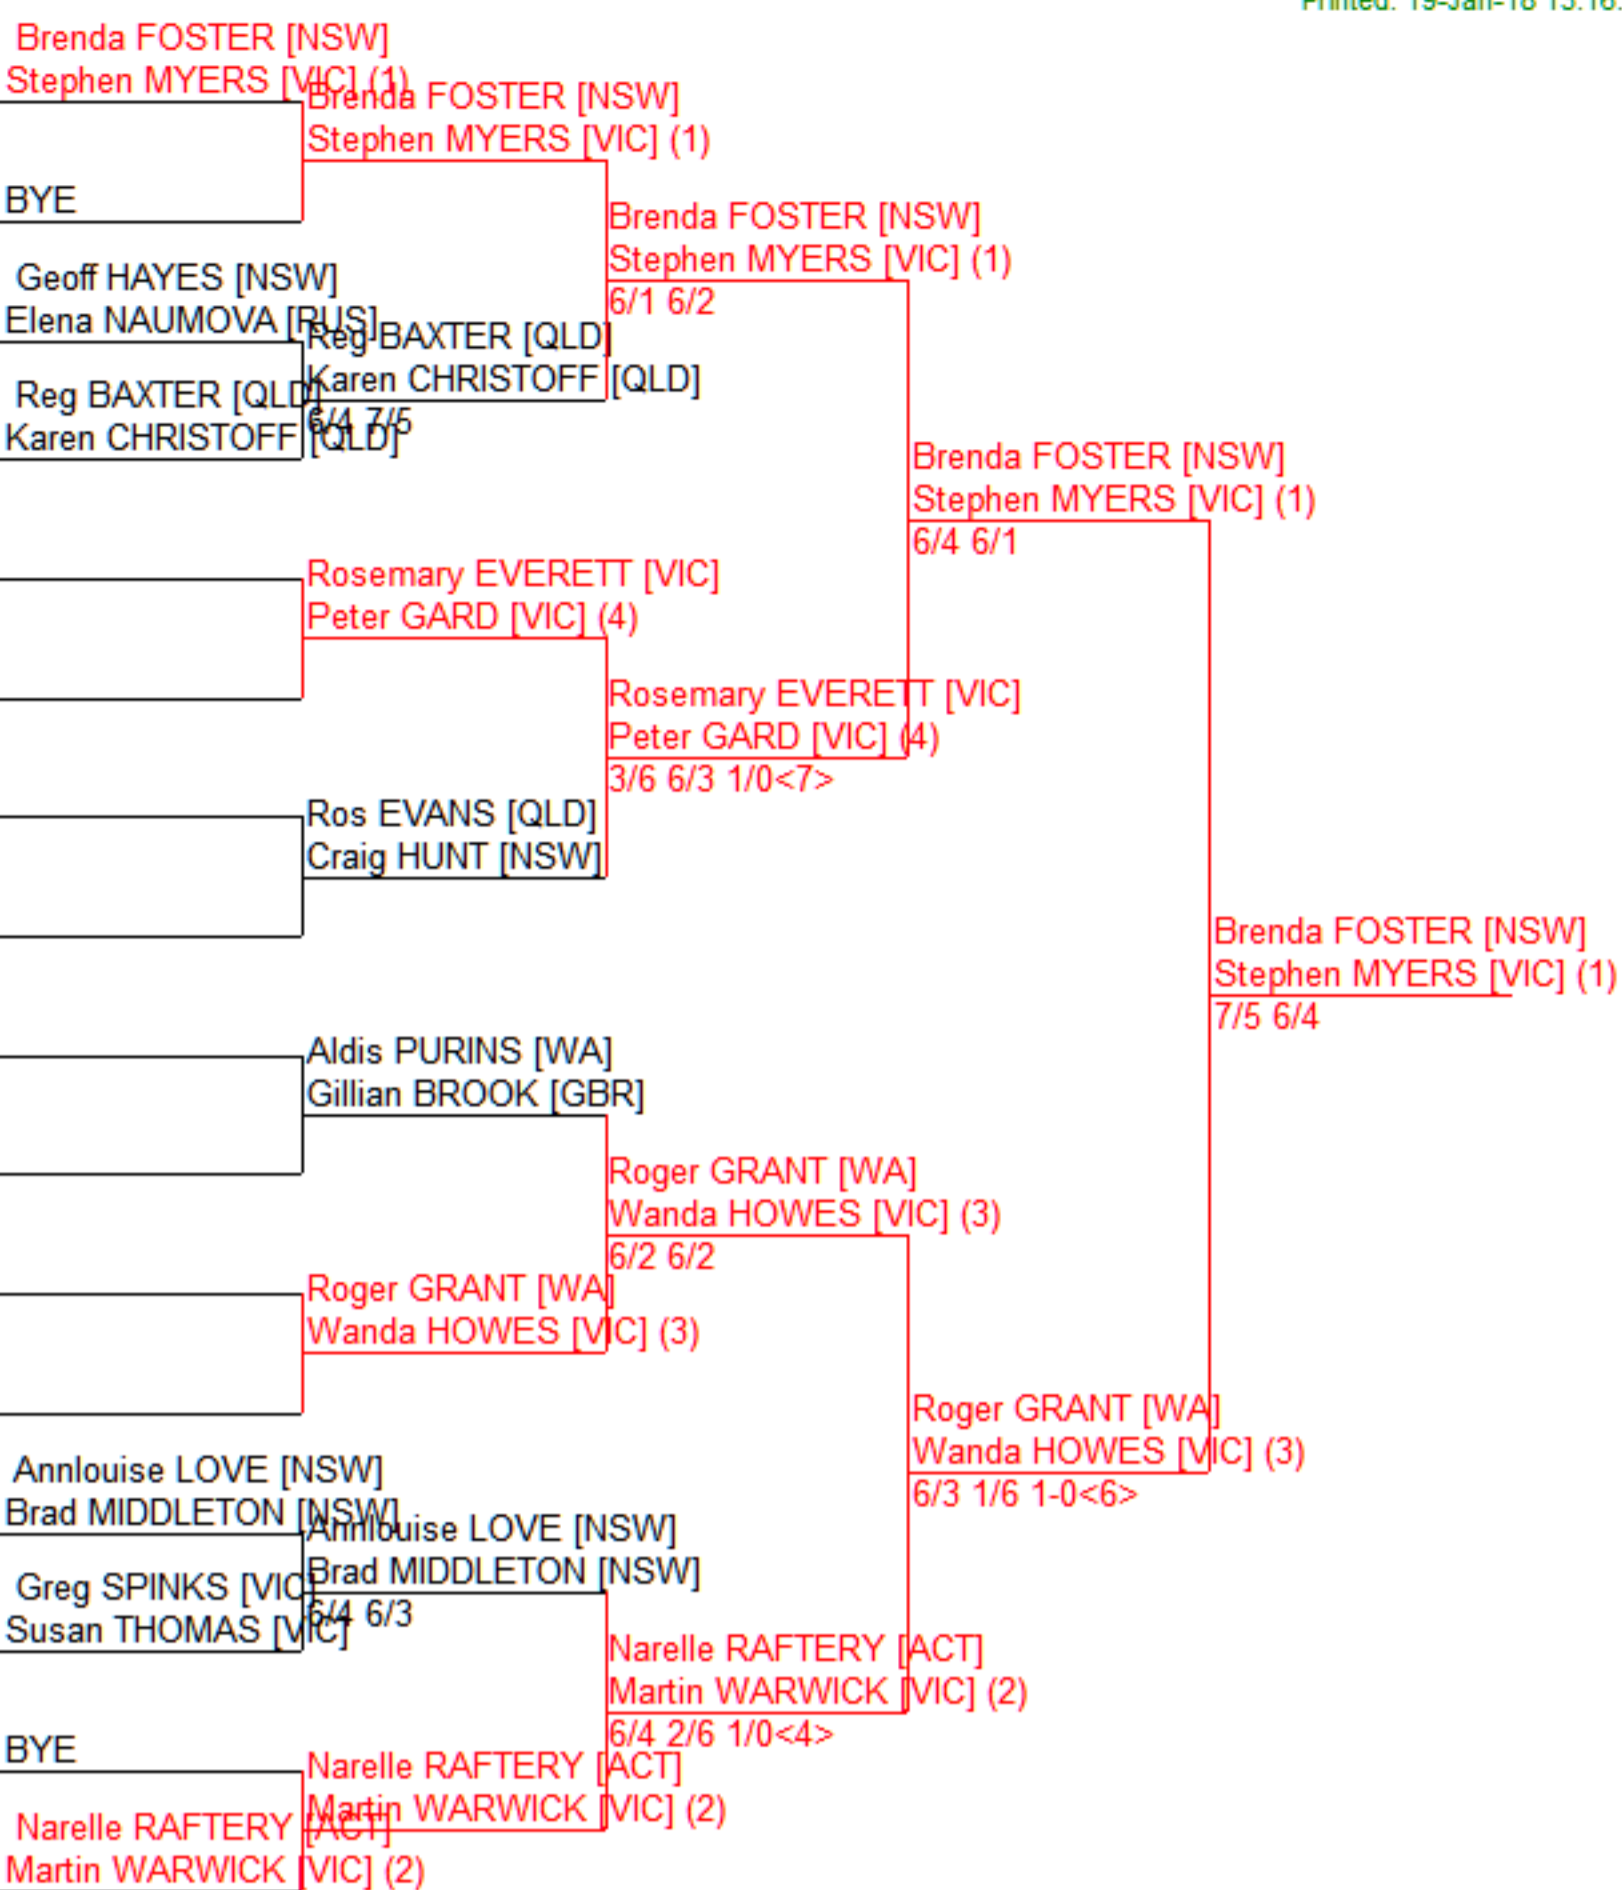 Printed: 19-Jan-18 15:16
Brenda FOSTER [NSW]
Stephen MYERS [VIC] (1)
BYE
Geoff HAYES [NSW]
Elena NAUMOVA [RUS]
Reg BAXTER [QLD]
Karen CHRISTOFF [QLD]
Annlouise LOVE [NSW]
Brad MIDDLETON [NSW]
Greg SPINKS [VIC]
Susan THOMAS [VIC]
BYE
Narelle RAFTERY [ACT]
Martin WARWICK [VIC] (2)
Brenda FOSTER [NSW]
Stephen MYERS [VIC] (1)
Reg BAXTER [QLD]
Karen CHRISTOFF [QLD]
6/4 7/5
Rosemary EVERETT [VIC]
Peter GARD [VIC] (4)
Ros EVANS [QLD]
Craig HUNT [NSW]
Aldis PURINS [WA]
Gillian BROOK [GBR]
Roger GRANT [WA]
Wanda HOWES [VIC] (3)
Annlouise LOVE [NSW]
Brad MIDDLETON [NSW]
6/4 6/3
Narelle RAFTERY [ACT]
Martin WARWICK [VIC] (2)
Brenda FOSTER [NSW]
Stephen MYERS [VIC] (1)
6/1 6/2
Rosemary EVERETT [VIC]
Peter GARD [VIC] (4)
3/6 6/3 1/0<7>
Roger GRANT [WA]
Wanda HOWES [VIC] (3)
6/2 6/2
Narelle RAFTERY [ACT]
Martin WARWICK [VIC] (2)
6/4 2/6 1/0<4>
Brenda FOSTER [NSW]
Stephen MYERS [VIC] (1)
6/4 6/1
Roger GRANT [WA]
Wanda HOWES [VIC] (3)
6/3 1/6 1-0<6>
Brenda FOSTER [NSW]
Stephen MYERS [VIC] (1)
7/5 6/4